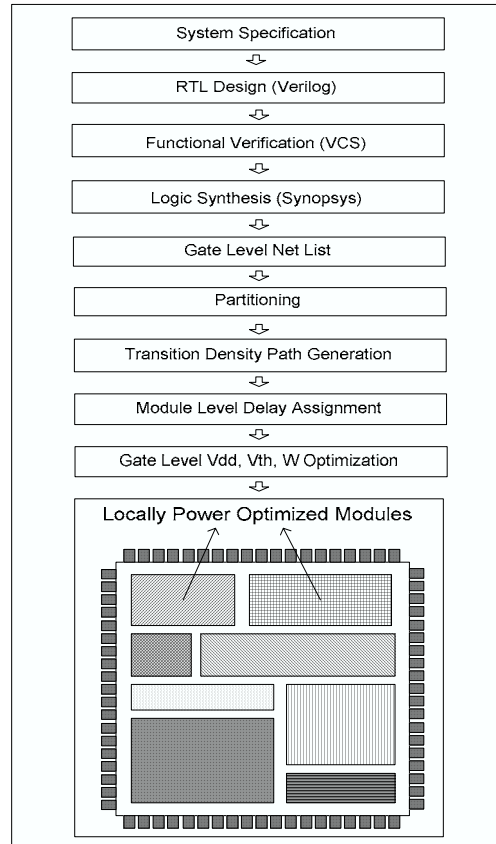 System Specification
RTL Design (Verilog)
Functional Verification (VCS)
Logic Synthesis (Synopsys)
Gate Level Net List
Partitioning
Transition Density Path Generation
Module Level Delay Assignment
Gate Level Vdd, Vth, W Optimization
Locally Power Optimized Modules